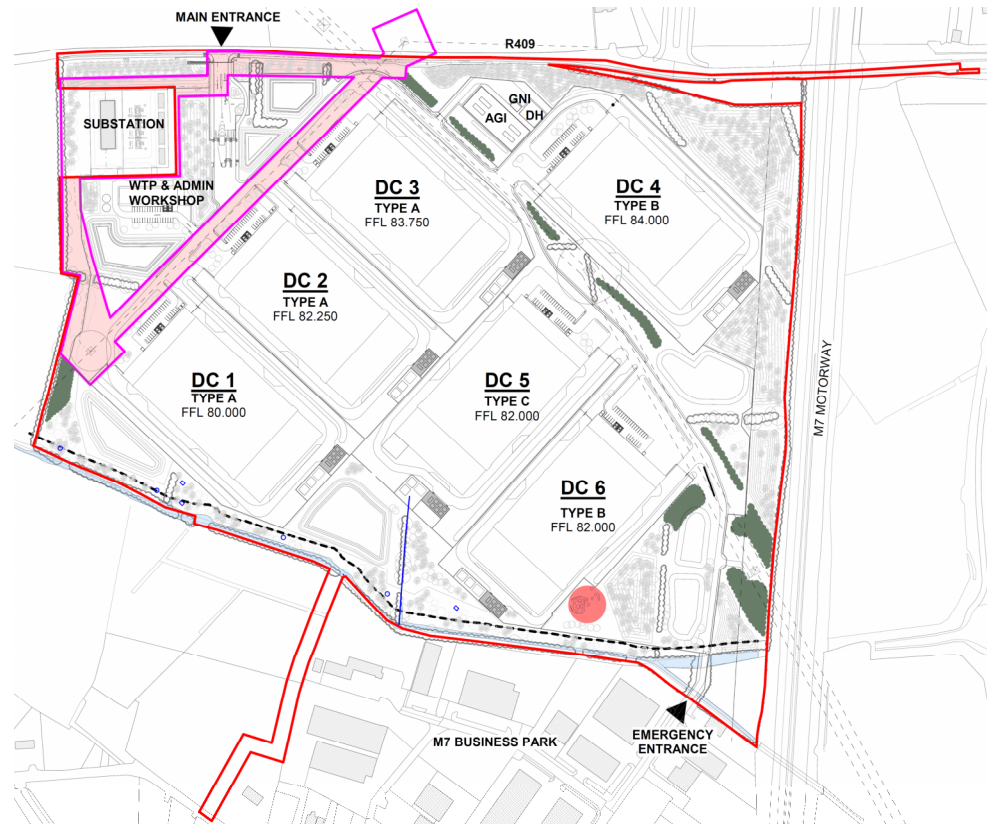 MAIN ENTRANCE
R409
SUBSTATION
GNI
AGI
DH
WTP & ADMIN
WORKSHOP
DC 3
TYPE A
FFL 83.750
DC 4
TYPE B
FFL 84.000
DC 2
TYPE A
FFL 82.250
DC 1
TYPE A
FFL 80.000
DC 5
TYPE C
FFL 82.000
M7 MCTORWAY
DC 6
TYPE B
FFL 82.000
M7 BUSINESS PARK
EMERGENCY
ENTRANCE